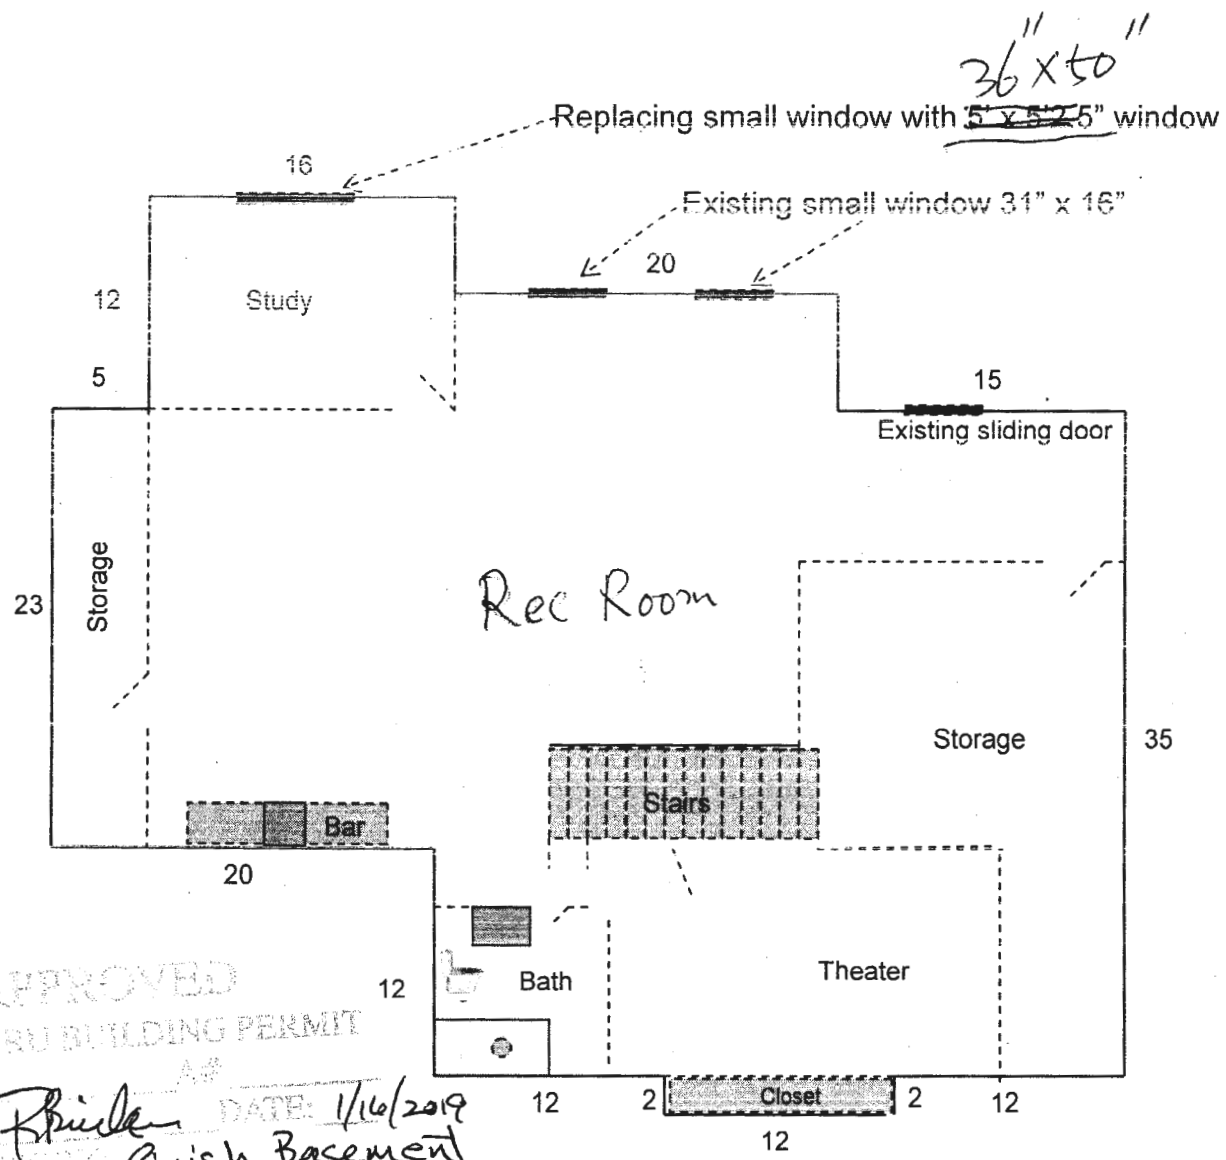 36" x 50"
Replacing small window with 5' x 5'2.5" window
16
Existing small window 31" x 16"
20
12
Study
5
15
Existing sliding door
Storage
23
Rec Room
Storage
35
Stairs
Bar
20
Theater
Bath
12
APPROVED
BUILDING PERMIT
A#
DATE: 1/16/2019
Basement
12
2
Closet
2
12
12